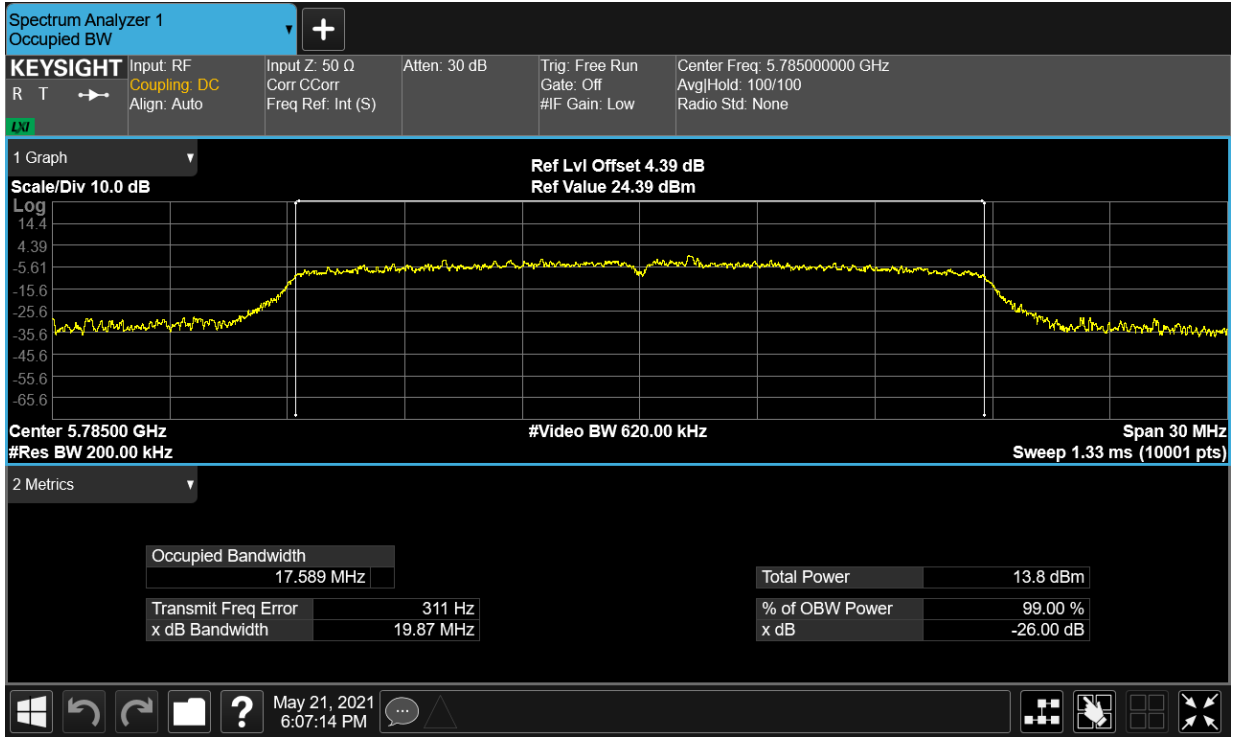 Spectrum Analyzer 1
Occupied BW
KEYSIGHT
R T
LXI
Input: RF
Coupling: DC
Align: Auto
Input Z: 50 Ω
Corr CCorr
Freq Ref: Int (S)
Atten: 30 dB
Trig: Free Run
Gate: Off
#IF Gain: Low
Center Freq: 5.785000000 GHz
Avg|Hold: 100/100
Radio Std: None
1 Graph
Scale/Div 10.0 dB
Ref Lvl Offset 4.39 dB
Ref Value 24.39 dBm
Log
14.4
4.39
-5.61
-15.6
-25.6
-35.6
-45.6
-55.6
-65.6
Center 5.78500 GHz
#Res BW 200.00 kHz
#Video BW 620.00 kHz
Span 30 MHz
Sweep 1.33 ms (10001 pts)
2 Metrics
Occupied Bandwidth
17.589 MHz
Transmit Freq Error 311 Hz
x dB Bandwidth 19.87 MHz
Total Power 13.8 dBm
% of OBW Power 99.00 %
x dB -26.00 dB
?
May 21, 2021
6:07:14 PM